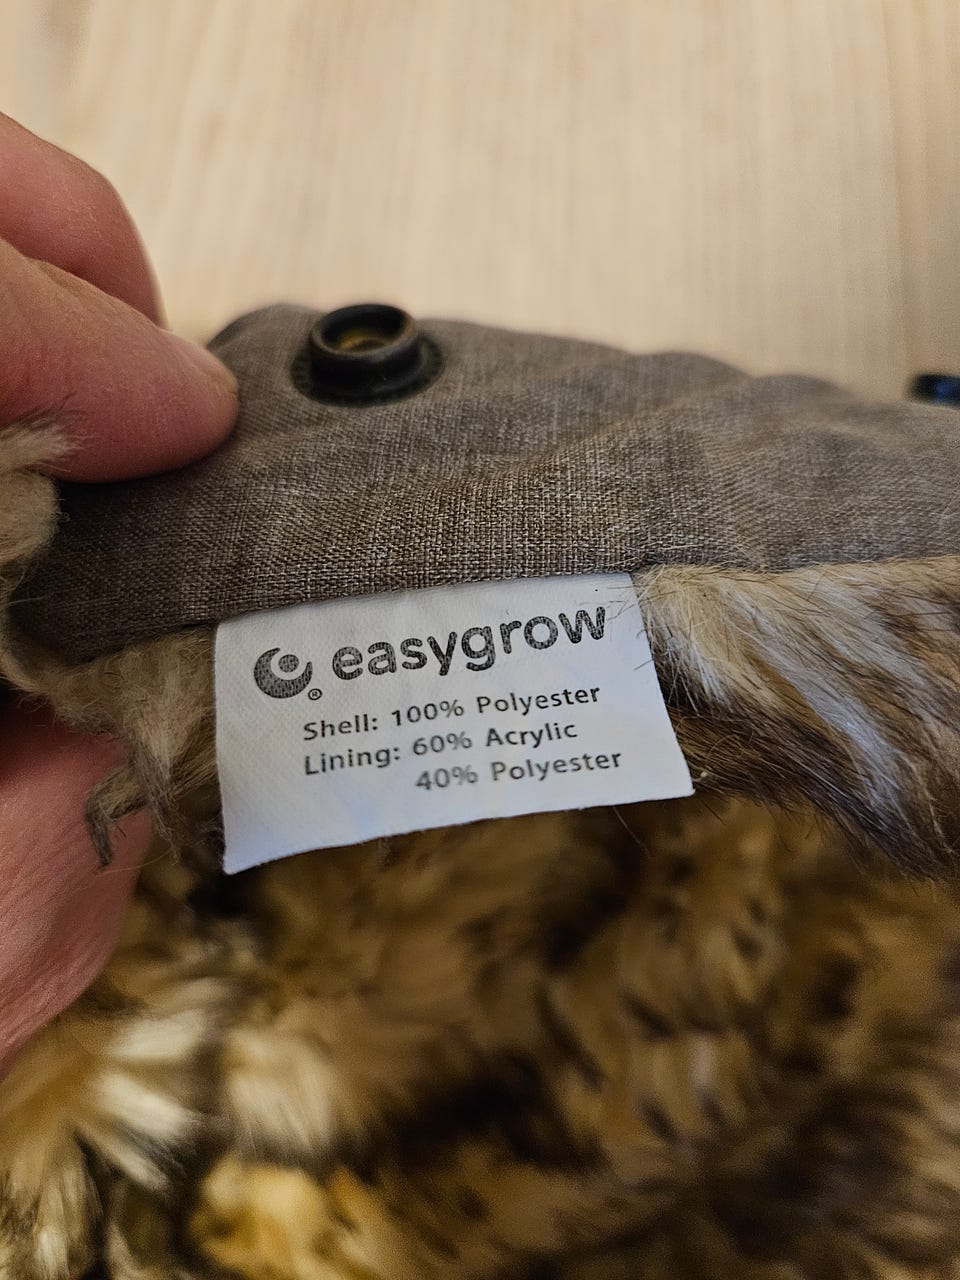 easygrow
®
Shell: 100% Polyester
Lining: 60% Acrylic
40% Polyester